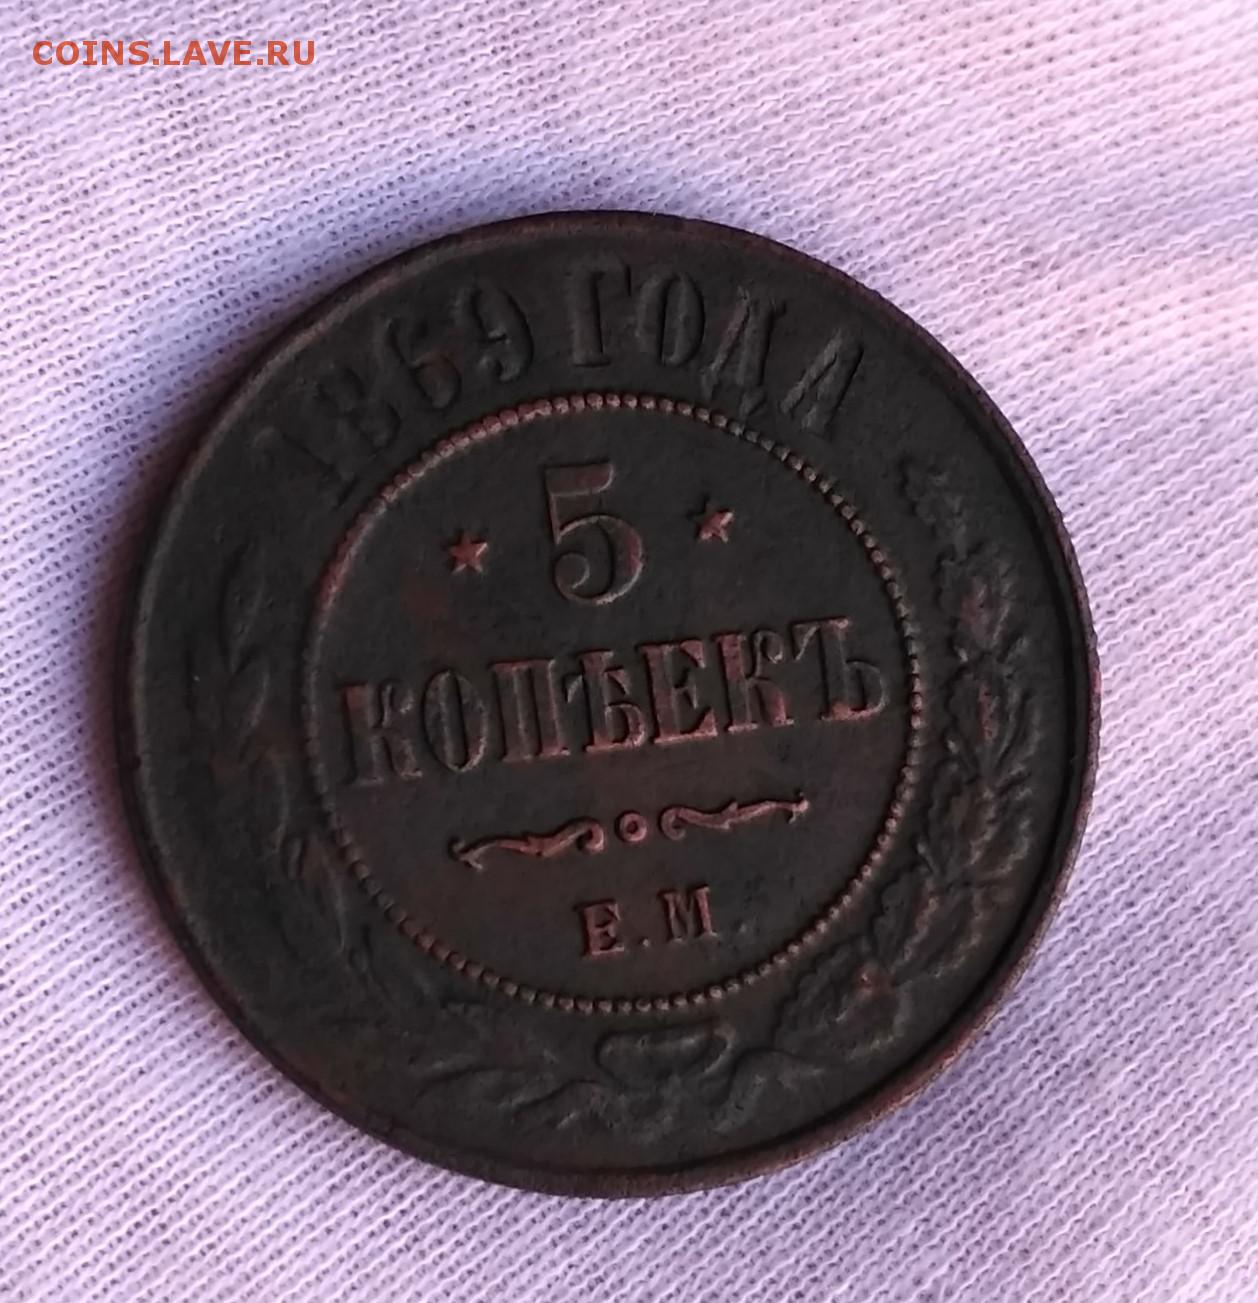 COINS.LAVE.RU
1869 ГОДА
5
КОПѢЕКЪ
Е.М.